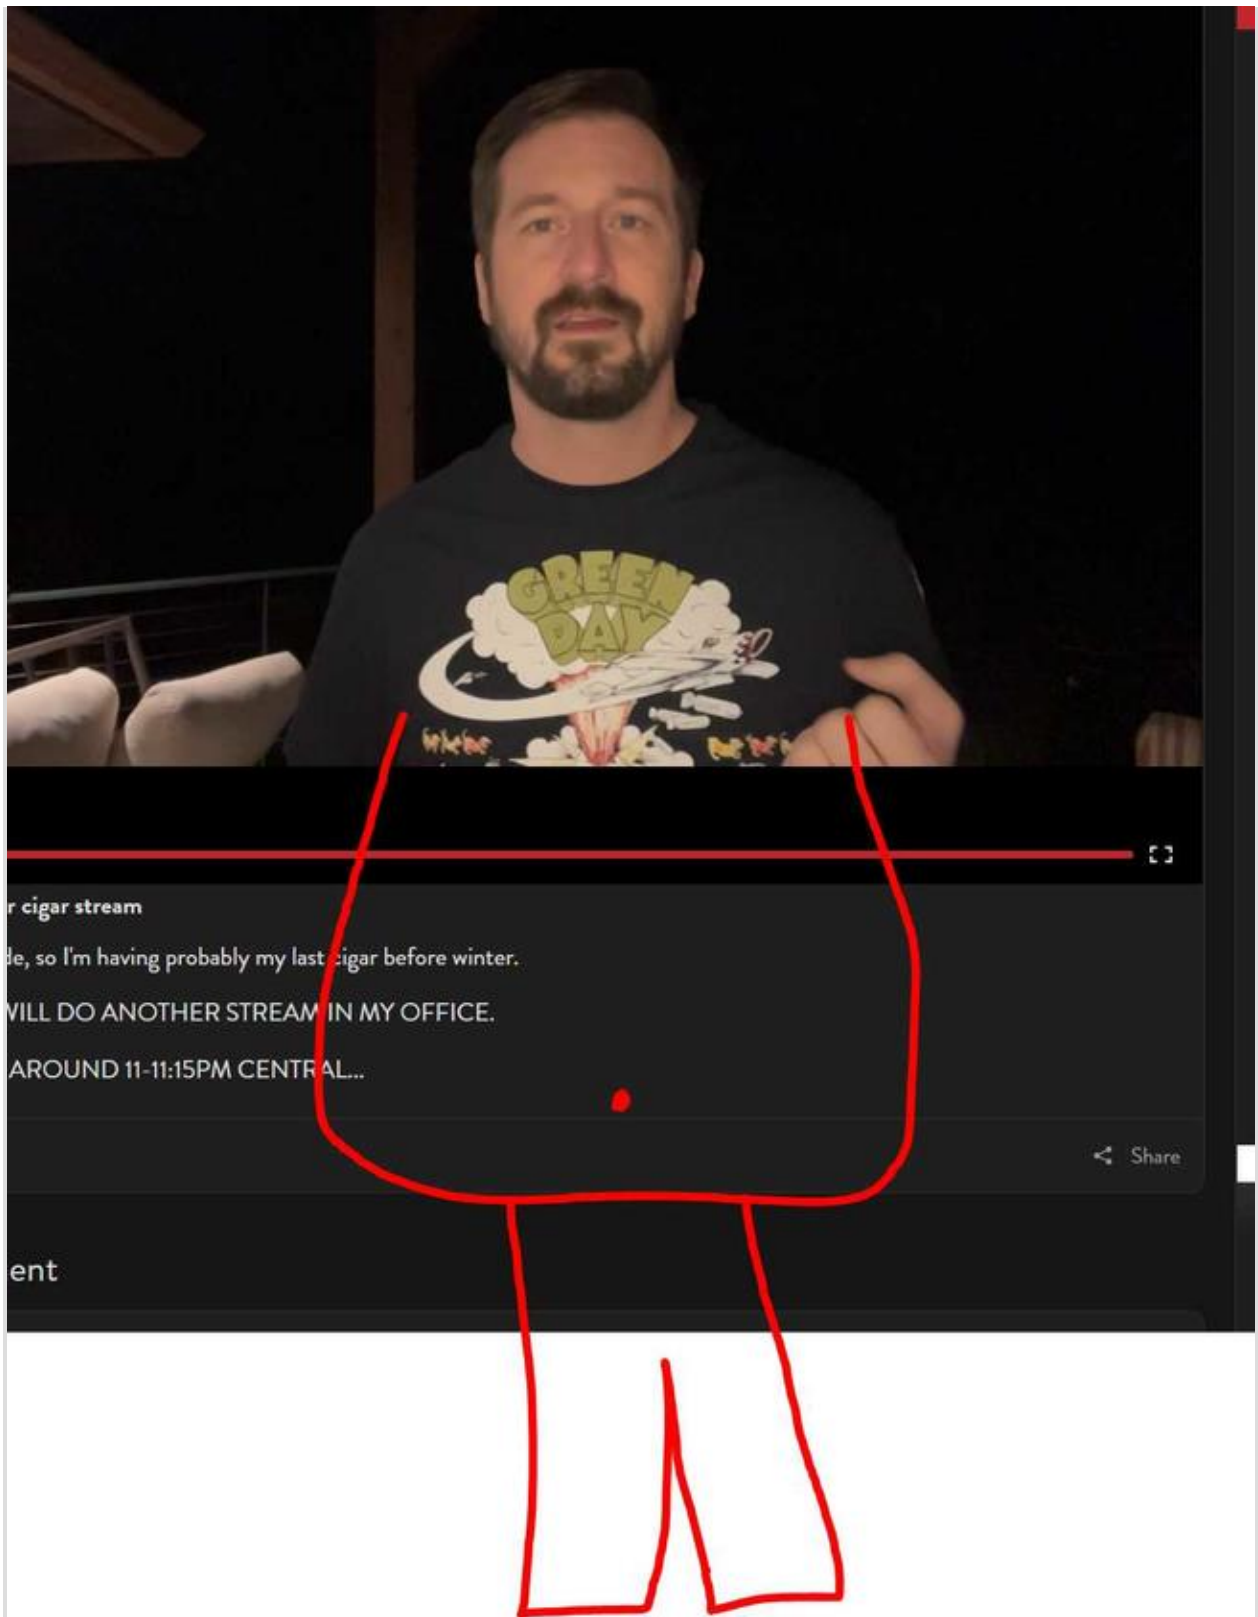 GREEN
DAY
r cigar stream
de, so I'm having probably my last cigar before winter.
WILL DO ANOTHER STREAM IN MY OFFICE.
AROUND 11-11:15PM CENTRAL...
Share
ent